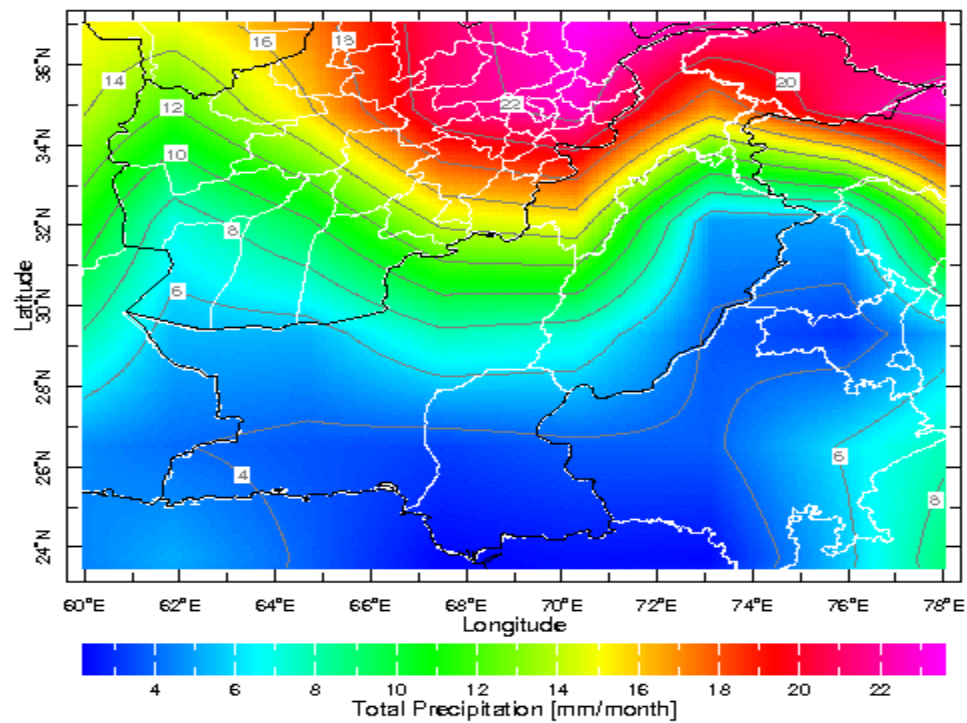 36°N
34°N
32°N
30°N
28°N
26°N
24°N
Latitude
16
18
14
20
12
22
10
8
6
4
6
8
60°E 62°E 64°E 66°E 68°E 70°E 72°E 74°E 76°E 78°E
Longitude
4 6 8 10 12 14 16 18 20 22
Total Precipitation [mm/month]